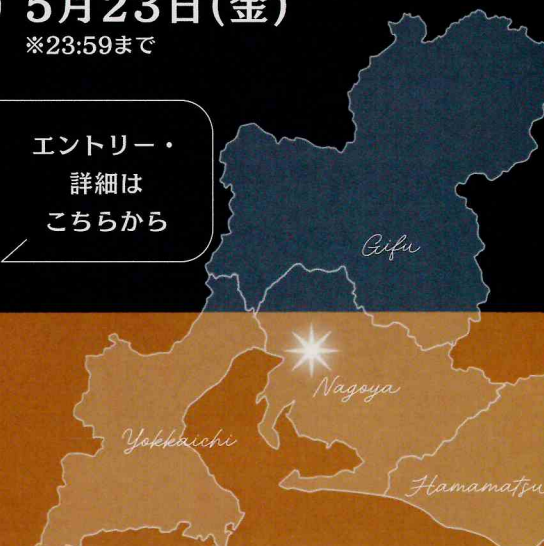 5月23日(金)
※23:59まで
エントリー・
詳細は
こちらから
Gifu
Nagoya
Yokkaichi
Hamamatsu